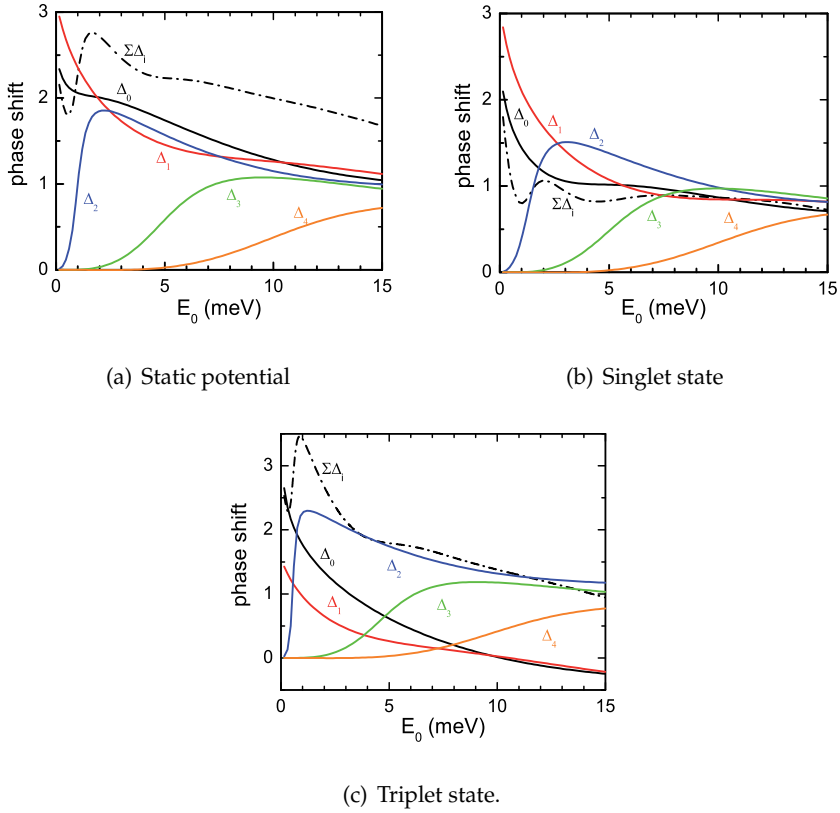 3
2
1
0
phase shift
ΣΔi
Δ0
Δ1
Δ2
Δ3
Δ4
0 5 10 15
E0 (meV)
(a) Static potential
3
2
1
0
phase shift
Δ0
Δ1
Δ2
ΣΔi
Δ3
Δ4
0 5 10 15
E0 (meV)
(b) Singlet state
3
2
1
0
phase shift
ΣΔi
Δ0
Δ2
Δ1
Δ3
Δ4
0 5 10 15
E0 (meV)
(c) Triplet state.